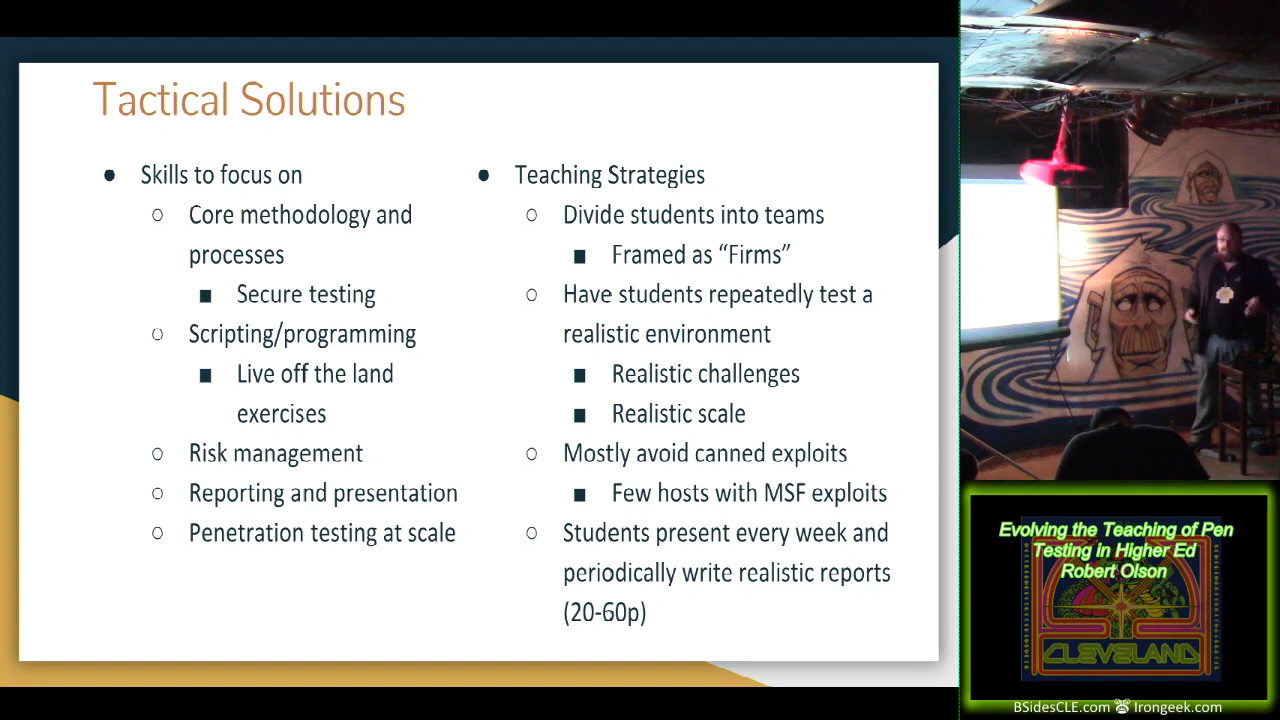 Tactical Solutions
● Skills to focus on
○ Core methodology and
processes
■ Secure testing
○ Scripting/programming
■ Live off the land
exercises
○ Risk management
○ Reporting and presentation
○ Penetration testing at scale
● Teaching Strategies
○ Divide students into teams
■ Framed as “Firms”
○ Have students repeatedly test a
realistic environment
■ Realistic challenges
■ Realistic scale
○ Mostly avoid canned exploits
■ Few hosts with MSF exploits
○ Students present every week and
periodically write realistic reports
(20-60p)
Evolving the Teaching of Pen
Testing in Higher Ed
Robert Olson
CLEVELAND
BSidesCLE.com Irongeek.com